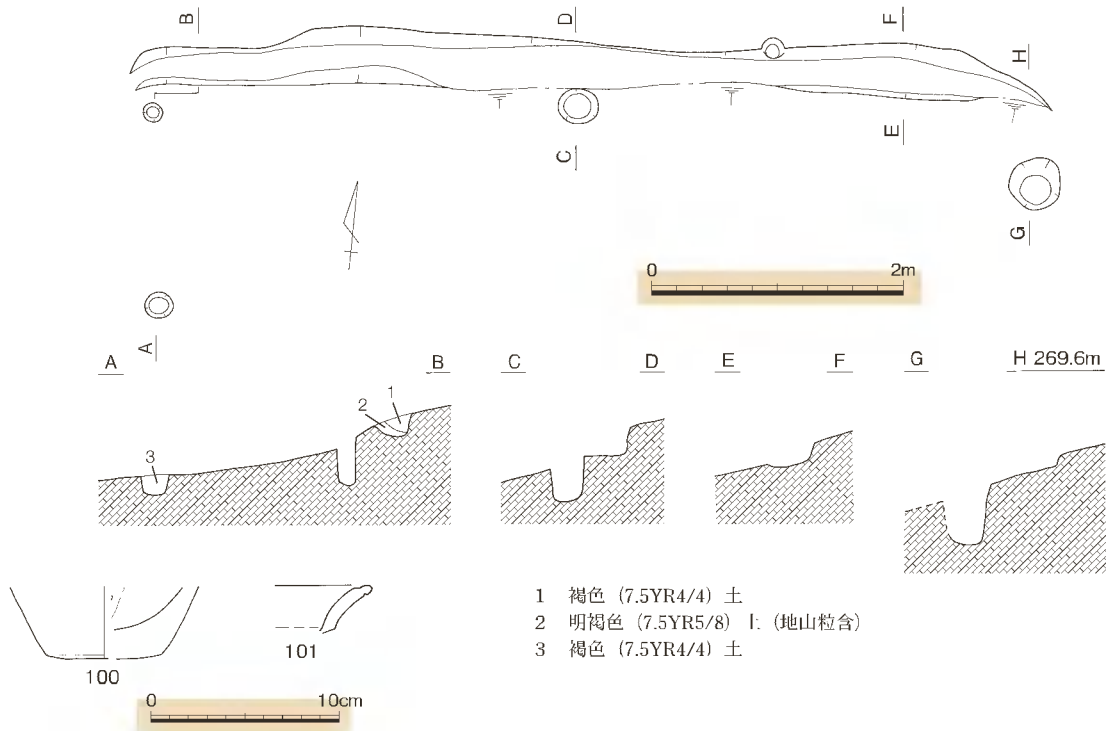 B D F H
C E
G
A
0 2m
A B C D E F G H 269.6m
1
2
3
1 褐色 (7.5YR4/4) 土
2 明褐色 (7.5YR5/8) 土 (地山粒含)
3 褐色 (7.5YR4/4) 土
100
101
0 10cm